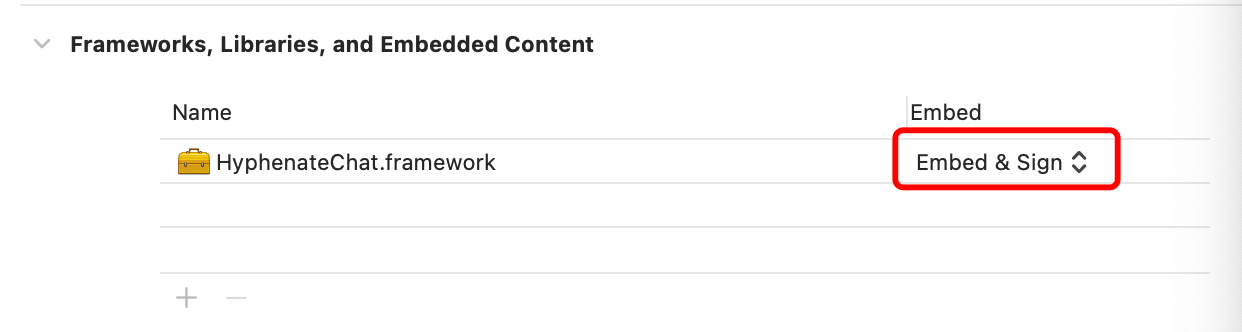 Frameworks, Libraries, and Embedded Content
Name Embed
HyphenateChat.framework Embed & Sign